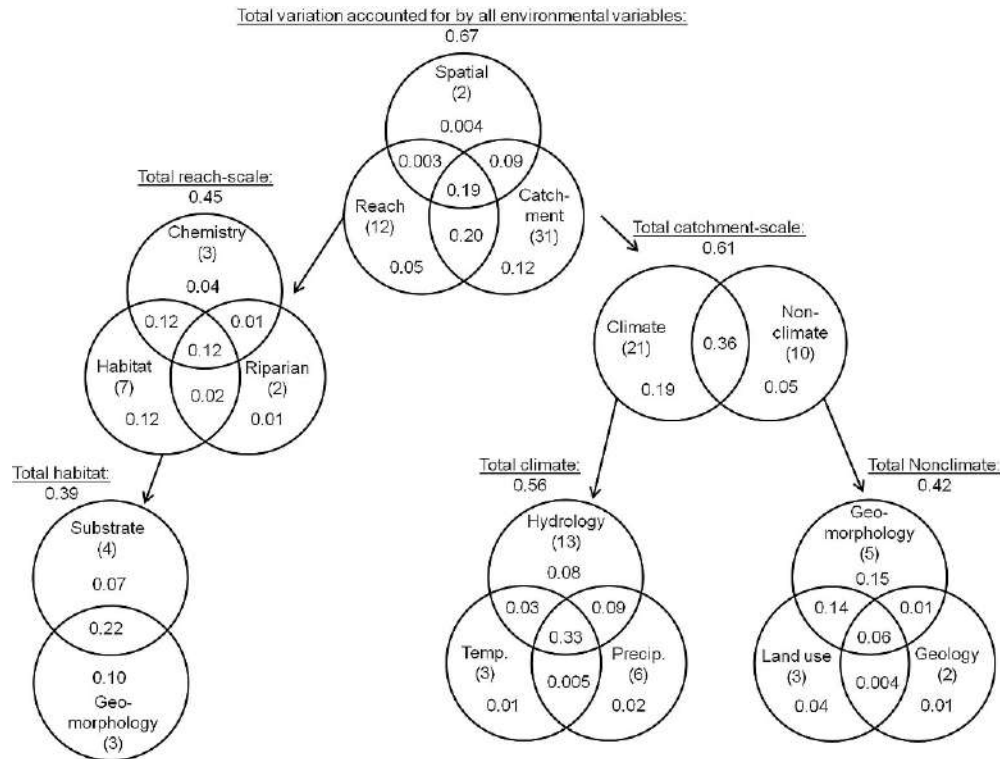 Total variation accounted for by all environmental variables:
0.67
Spatial
(2)
0.004
0.003
0.09
0.19
Reach
(12)
Catch-
ment
(31)
0.20
0.05
0.12
Total reach-scale:
0.45
Chemistry
(3)
0.04
0.12
0.01
0.12
Habitat
(7)
Riparian
(2)
0.02
0.12
0.01
Total catchment-scale:
0.61
Climate
(21)
0.36
Non-
climate
(10)
0.19
0.05
Total habitat:
0.39
Substrate
(4)
0.07
0.22
0.10
Geo-
morphology
(3)
Total climate:
0.56
Hydrology
(13)
0.08
0.03
0.09
0.33
Temp.
(3)
Precip.
(6)
0.005
0.01
0.02
Total Nonclimate:
0.42
Geo-
morphology
(5)
0.15
0.14
0.01
0.06
Land use
(3)
Geology
(2)
0.004
0.04
0.01